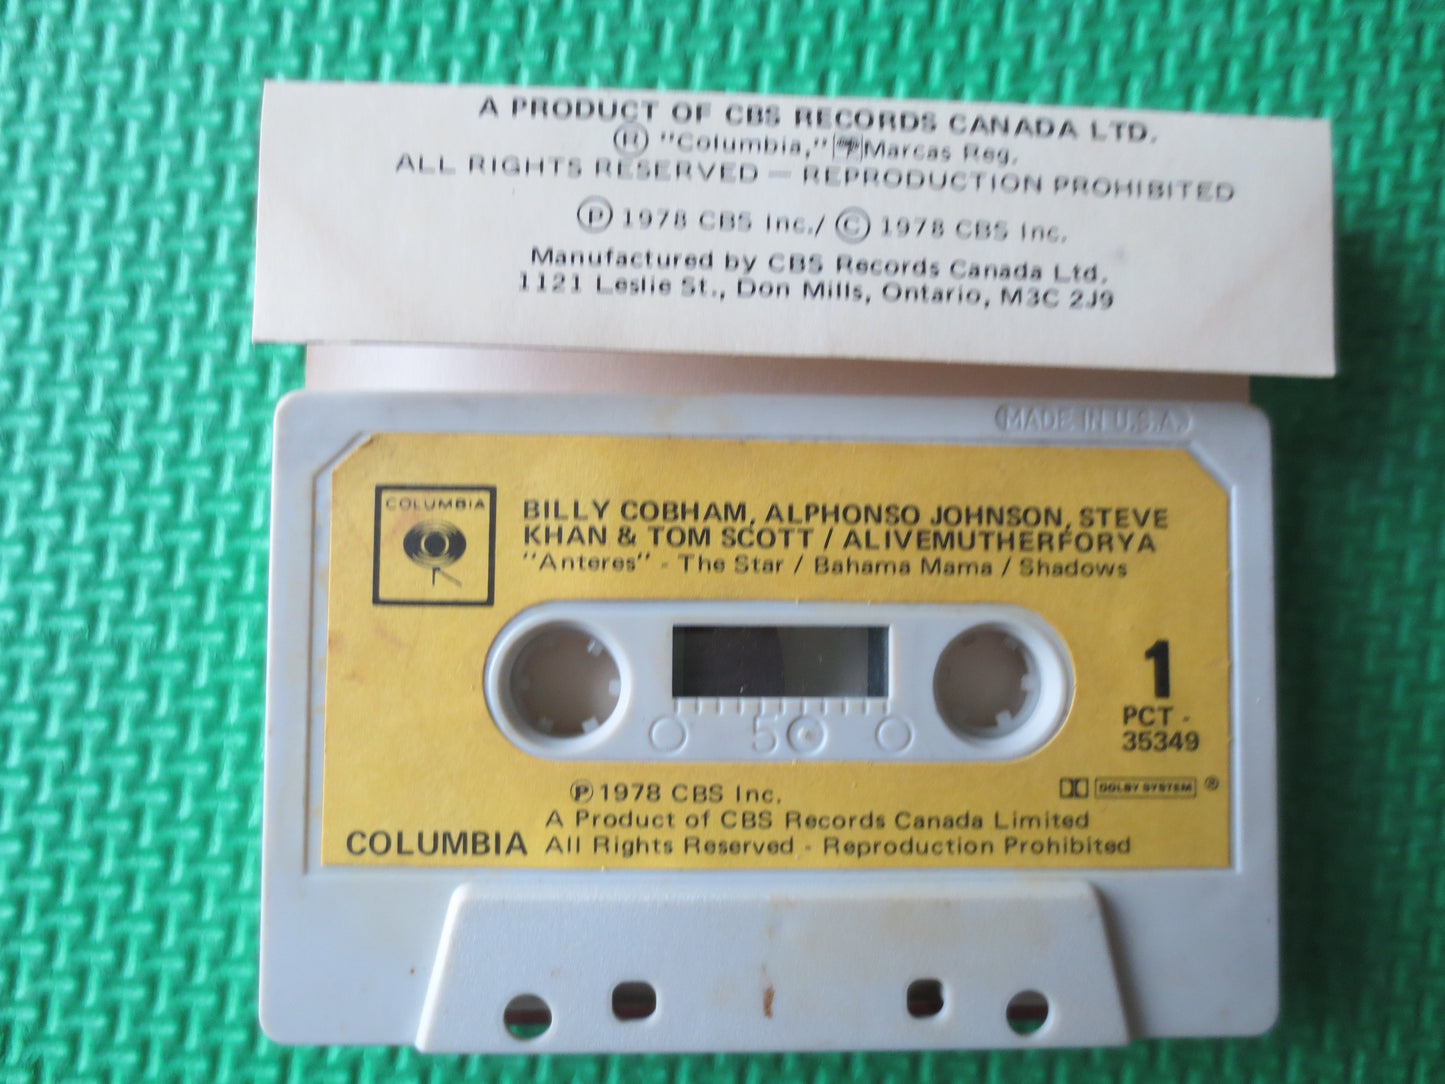 A PRODUCT OF CBS RECORDS CANADA LTD.
Ⓡ "Columbia," Marcas Reg.
ALL RIGHTS RESERVED — REPRODUCTION PROHIBITED
Ⓟ 1978 CBS Inc./ © 1978 CBS Inc.
Manufactured by CBS Records Canada Ltd.
1121 Leslie St., Don Mills, Ontario, M3C 2J9
MADE IN U.S.A.
COLUMBIA
BILLY COBHAM, ALPHONSO JOHNSON, STEVE
KHAN & TOM SCOTT / ALIVEMUTHERFORYA
"Anteres" - The Star / Bahama Mama / Shadows
1
PCT -
35349
50
Ⓟ 1978 CBS Inc.
DOLBY SYSTEM ®
A Product of CBS Records Canada Limited
COLUMBIA All Rights Reserved - Reproduction Prohibited